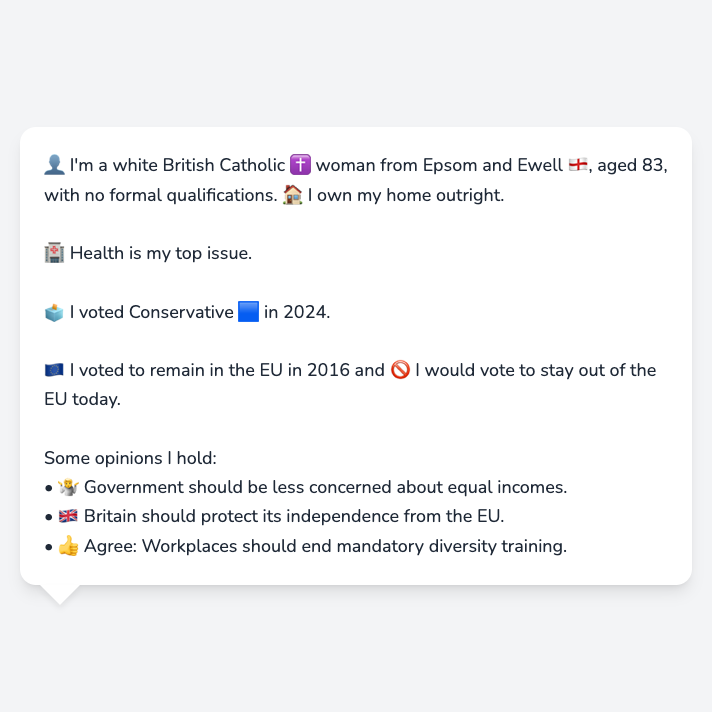 👤 I'm a white British Catholic ✝️ woman from Epsom and Ewell 🏴󠁧󠁢󠁥󠁮󠁧󠁿, aged 83,
with no formal qualifications. 🏠 I own my home outright.
🏥 Health is my top issue.
🗳️ I voted Conservative 🟦 in 2024.
🇪🇺 I voted to remain in the EU in 2016 and 🚫 I would vote to stay out of the
EU today.
Some opinions I hold:
• 🤷 Government should be less concerned about equal incomes.
• 🇬🇧 Britain should protect its independence from the EU.
• 👍 Agree: Workplaces should end mandatory diversity training.